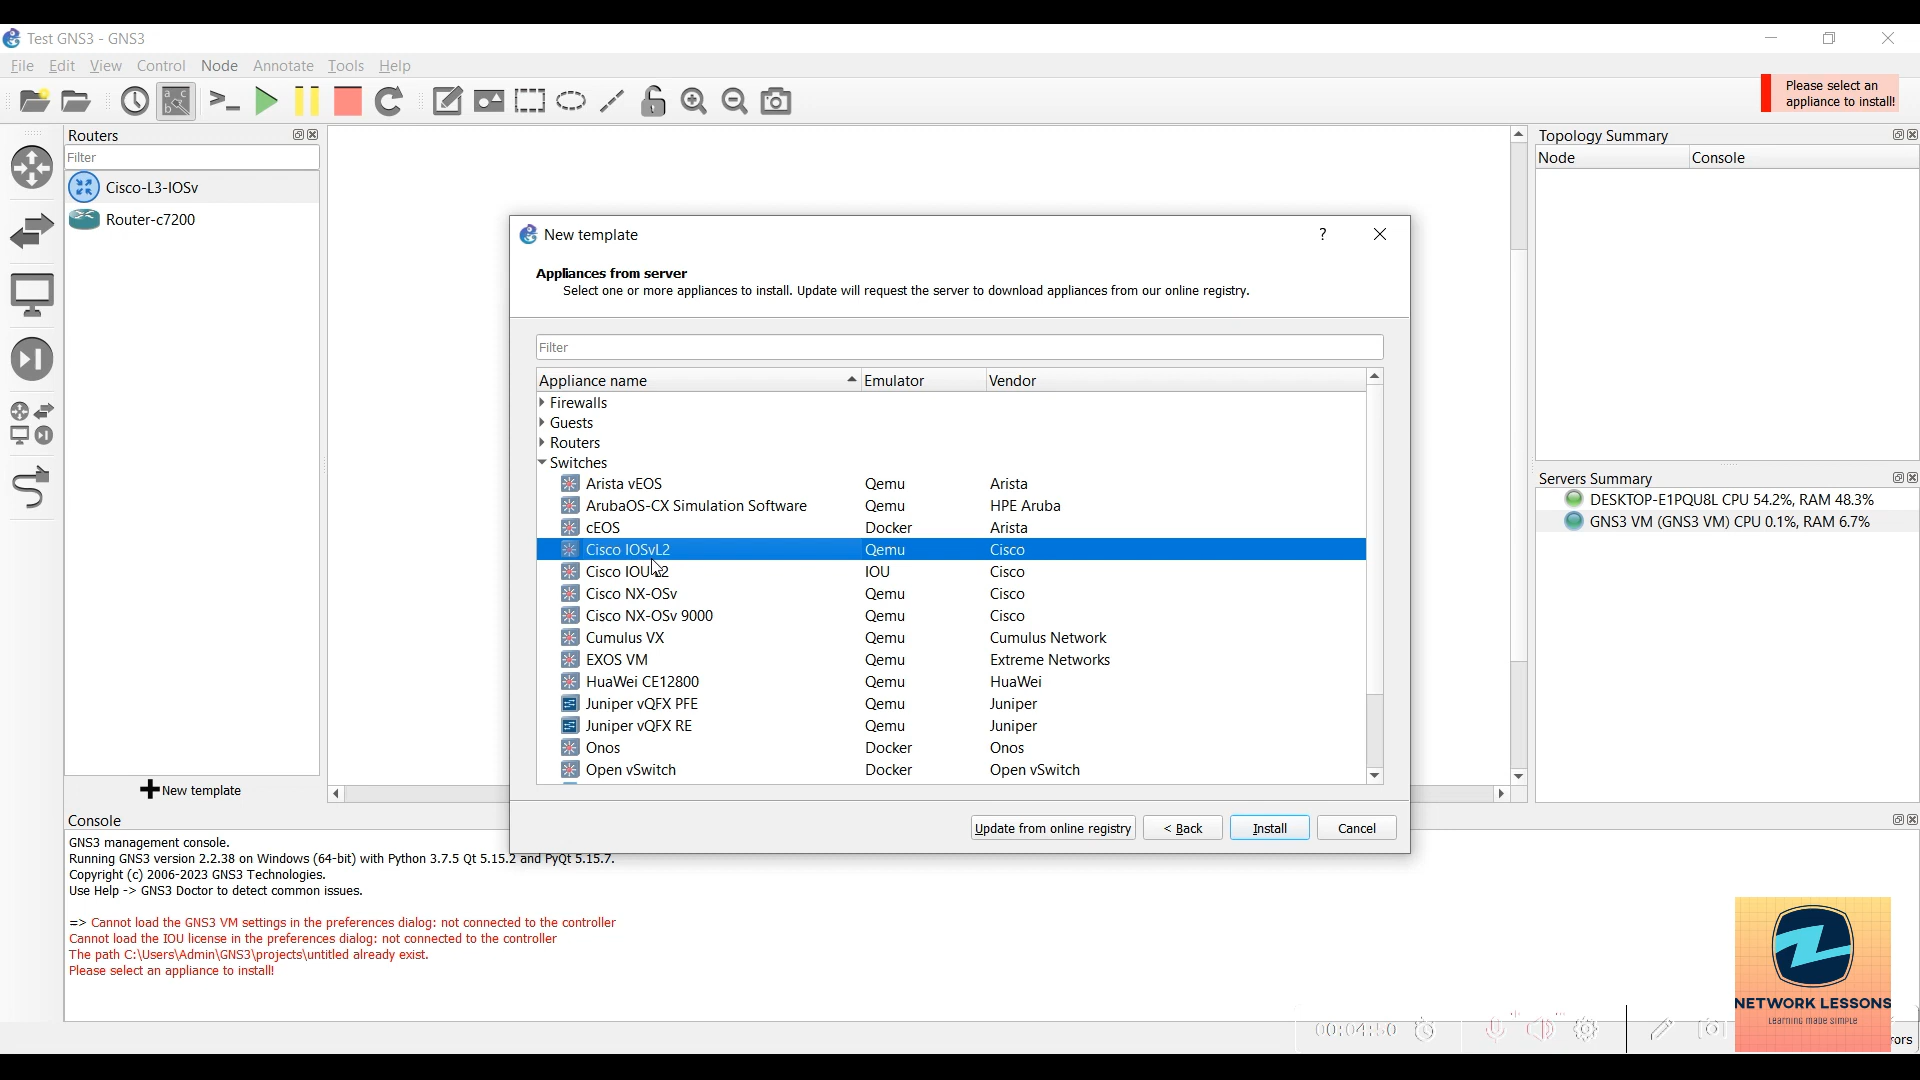 Test GNS3 - GNS3
File Edit View Control Node Annotate Tools Help
Please select an
appliance to install!
Routers
Filter
Cisco-L3-IOSv
Router-c7200
New template
Topology Summary
Node Console
Servers Summary
DESKTOP-E1PQU8L CPU 54.2%, RAM 48.3%
GNS3 VM (GNS3 VM) CPU 0.1%, RAM 6.7%
New template
Appliances from server
Select one or more appliances to install. Update will request the server to download appliances from our online registry.
Filter
Appliance name Emulator Vendor
Firewalls
Guests
Routers
Switches
Arista vEOS Qemu Arista
ArubaOS-CX Simulation Software Qemu HPE Aruba
cEOS Docker Arista
Cisco IOSvL2 Qemu Cisco
Cisco IOU L2 IOU Cisco
Cisco NX-OSv Qemu Cisco
Cisco NX-OSv 9000 Qemu Cisco
Cumulus VX Qemu Cumulus Network
EXOS VM Qemu Extreme Networks
HuaWei CE12800 Qemu HuaWei
Juniper vQFX PFE Qemu Juniper
Juniper vQFX RE Qemu Juniper
Onos Docker Onos
Open vSwitch Docker Open vSwitch
Update from online registry < Back Install Cancel
Console
GNS3 management console.
Running GNS3 version 2.2.38 on Windows (64-bit) with Python 3.7.5 Qt 5.15.2 and PyQt 5.15.7.
Copyright (c) 2006-2023 GNS3 Technologies.
Use Help -> GNS3 Doctor to detect common issues.
=> Cannot load the GNS3 VM settings in the preferences dialog: not connected to the controller
Cannot load the IOU license in the preferences dialog: not connected to the controller
The path C:\Users\Admin\GNS3\projects\untitled already exist.
Please select an appliance to install!
NETWORK LESSONS
Learning made simple
00:04:50
rors